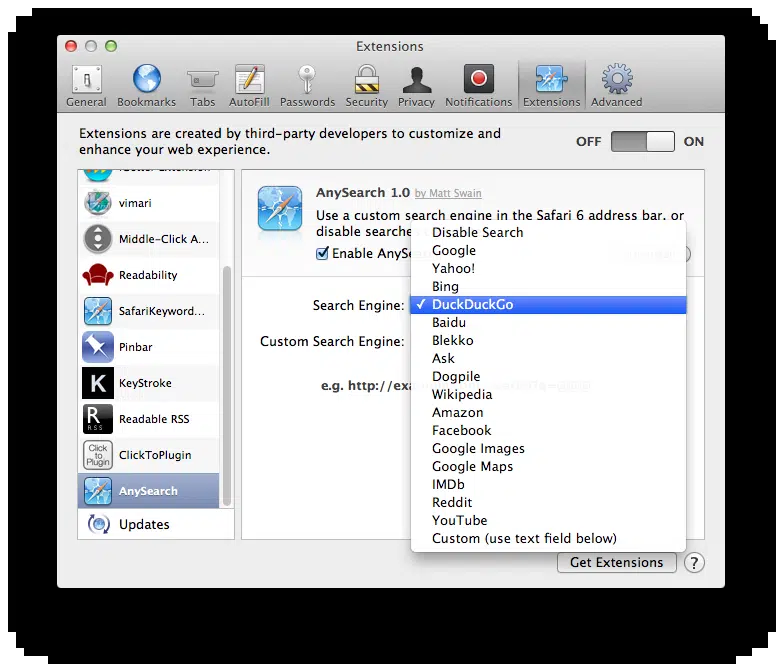 Extensions
General Bookmarks Tabs AutoFill Passwords Security Privacy Notifications Extensions Advanced
Extensions are created by third-party developers to customize and
enhance your web experience.
OFF ON
vimari
Middle-Click A...
Readability
SafariKeyword...
Pinbar
K
KeyStroke
R
RSS
Readable RSS
Click
to
Plugin
ClickToPlugin
AnySearch
Updates
AnySearch 1.0 by Matt Swain
Use a custom search engine in the Safari 6 address bar, or
disable searche
Enable AnySe
Search Engine:
Custom Search Engine:
e.g. http://exa
Disable Search
Google
Yahoo!
Bing
✓ DuckDuckGo
Baidu
Blekko
Ask
Dogpile
Wikipedia
Amazon
Facebook
Google Images
Google Maps
IMDb
Reddit
YouTube
Custom (use text field below)
Get Extensions ?